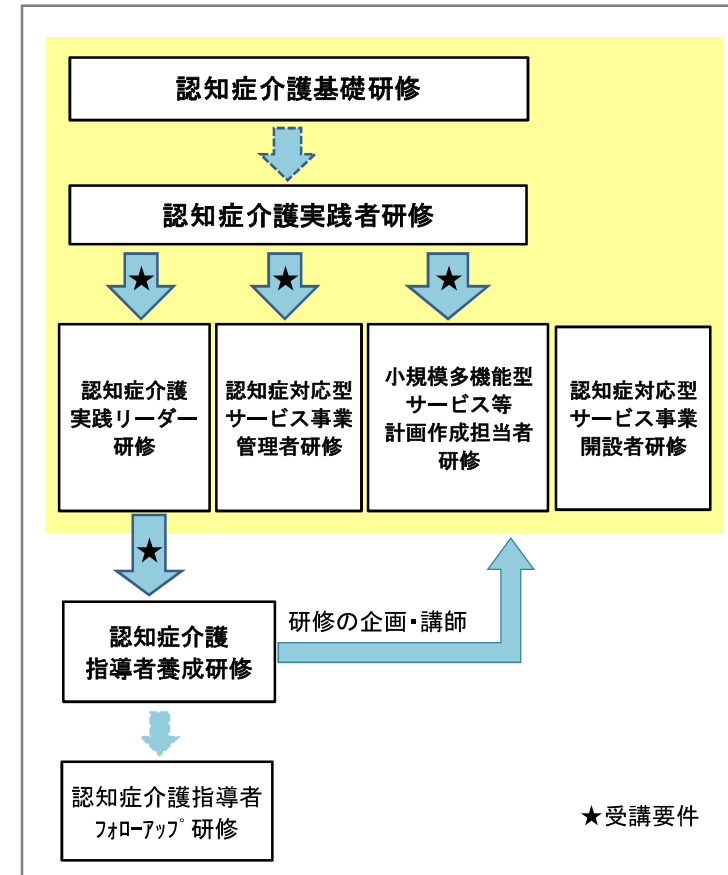 認知症介護基礎研修
認知症介護実践者研修
★
★
★
認知症介護
実践リーダー
研修
認知症対応型
サービス事業
管理者研修
小規模多機能型
サービス等
計画作成担当者
研修
認知症対応型
サービス事業
開設者研修
★
認知症介護
指導者養成研修
研修の企画・講師
認知症介護指導者
ﾌｫﾛｰｱｯﾌﾟ研修
★受講要件